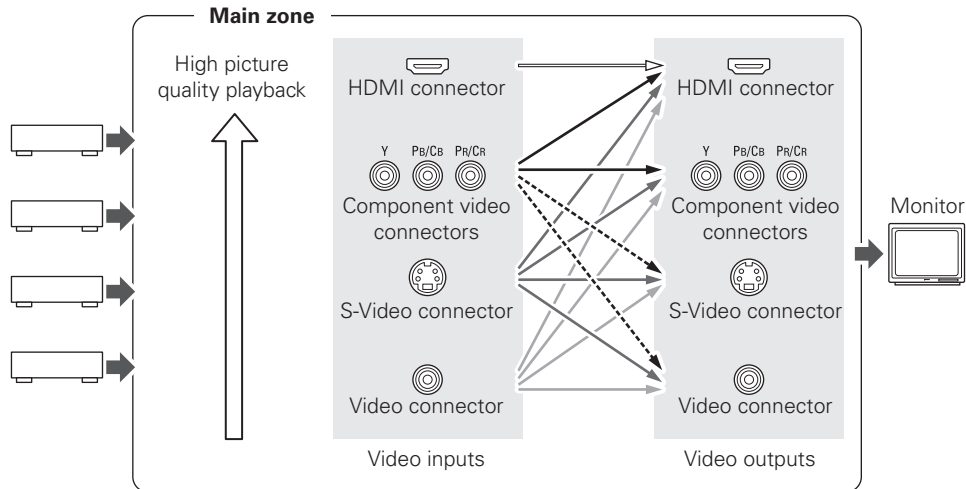 Main zone
High picture
quality playback
HDMI connector
Y PB/CB PR/CR
Component video
connectors
S-Video connector
Video connector
Video inputs
HDMI connector
Y PB/CB PR/CR
Component video
connectors
S-Video connector
Video connector
Video outputs
Monitor